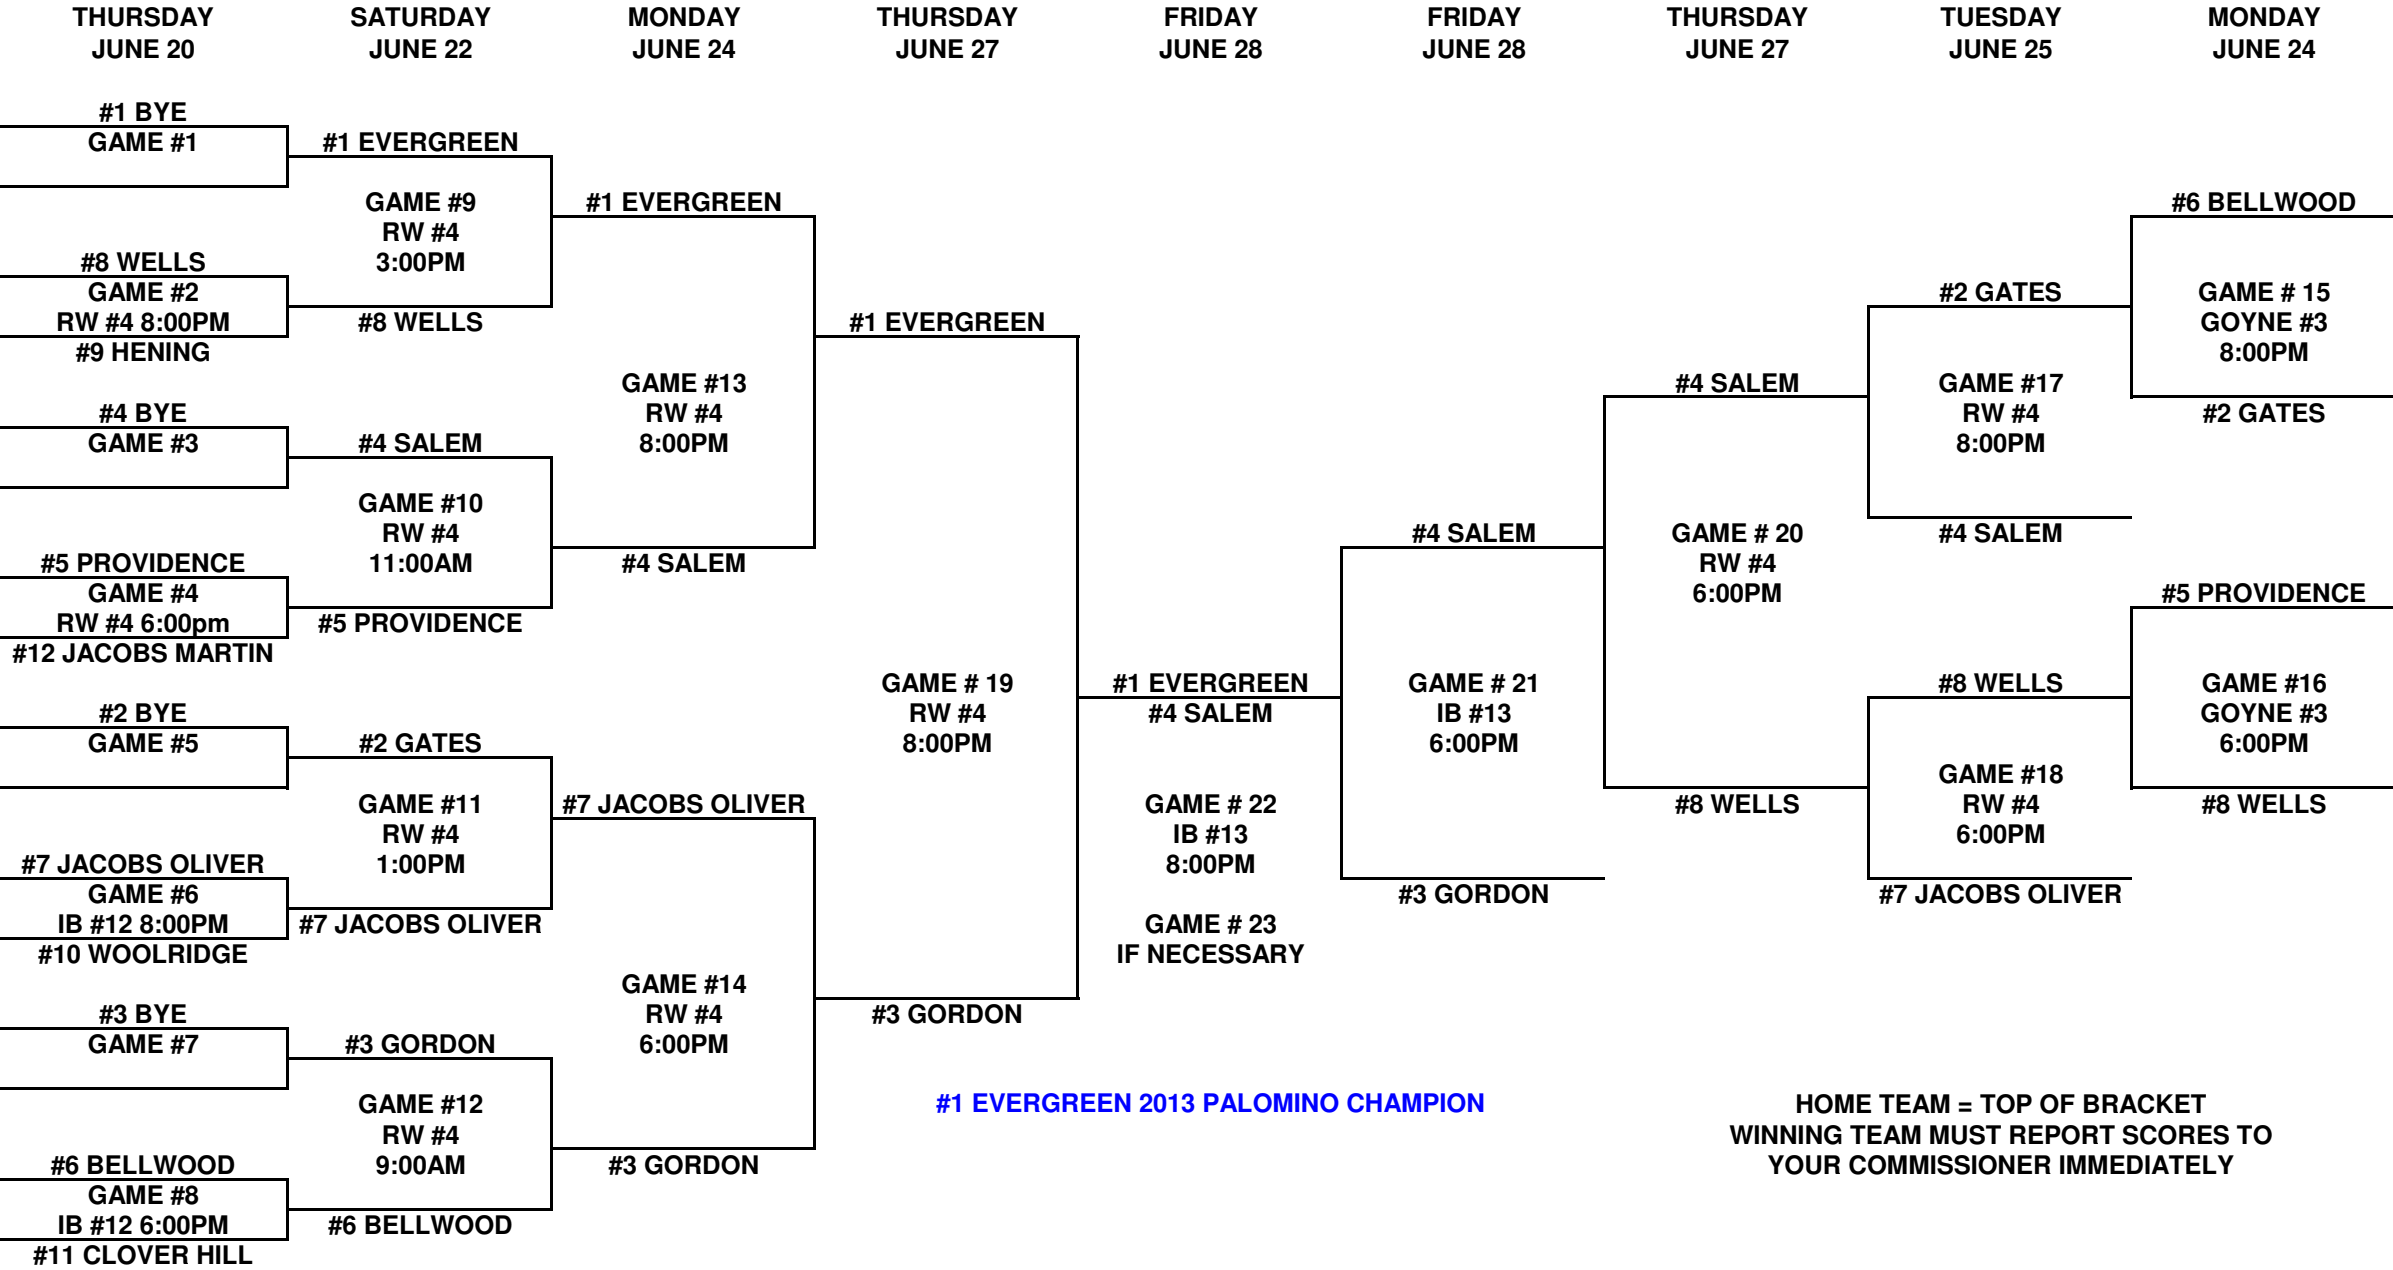 THURSDAY
JUNE 20
SATURDAY
JUNE 22
MONDAY
JUNE 24
THURSDAY
JUNE 27
FRIDAY
JUNE 28
FRIDAY
JUNE 28
THURSDAY
JUNE 27
TUESDAY
JUNE 25
MONDAY
JUNE 24
#1 BYE
GAME #1
#8 WELLS
GAME #2
RW #4 8:00PM
#9 HENING
#4 BYE
GAME #3
#5 PROVIDENCE
GAME #4
RW #4 6:00pm
#12 JACOBS MARTIN
#2 BYE
GAME #5
#7 JACOBS OLIVER
GAME #6
IB #12 8:00PM
#10 WOOLRIDGE
#3 BYE
GAME #7
#6 BELLWOOD
GAME #8
IB #12 6:00PM
#11 CLOVER HILL
#1 EVERGREEN
GAME #9
RW #4
3:00PM
#8 WELLS
#4 SALEM
GAME #10
RW #4
11:00AM
#5 PROVIDENCE
#2 GATES
GAME #11
RW #4
1:00PM
#7 JACOBS OLIVER
#3 GORDON
GAME #12
RW #4
9:00AM
#6 BELLWOOD
#1 EVERGREEN
GAME #13
RW #4
8:00PM
#4 SALEM
#7 JACOBS OLIVER
GAME #14
RW #4
6:00PM
#3 GORDON
#1 EVERGREEN
GAME # 19
RW #4
8:00PM
#3 GORDON
#1 EVERGREEN
#4 SALEM
GAME # 22
IB #13
8:00PM
GAME # 23
IF NECESSARY
#4 SALEM
GAME # 21
IB #13
6:00PM
#3 GORDON
#4 SALEM
GAME # 20
RW #4
6:00PM
#8 WELLS
#2 GATES
GAME #17
RW #4
8:00PM
#4 SALEM
#8 WELLS
GAME #18
RW #4
6:00PM
#7 JACOBS OLIVER
#6 BELLWOOD
GAME # 15
GOYNE #3
8:00PM
#2 GATES
#5 PROVIDENCE
GAME #16
GOYNE #3
6:00PM
#8 WELLS
#1 EVERGREEN 2013 PALOMINO CHAMPION
HOME TEAM = TOP OF BRACKET
WINNING TEAM MUST REPORT SCORES TO
YOUR COMMISSIONER IMMEDIATELY